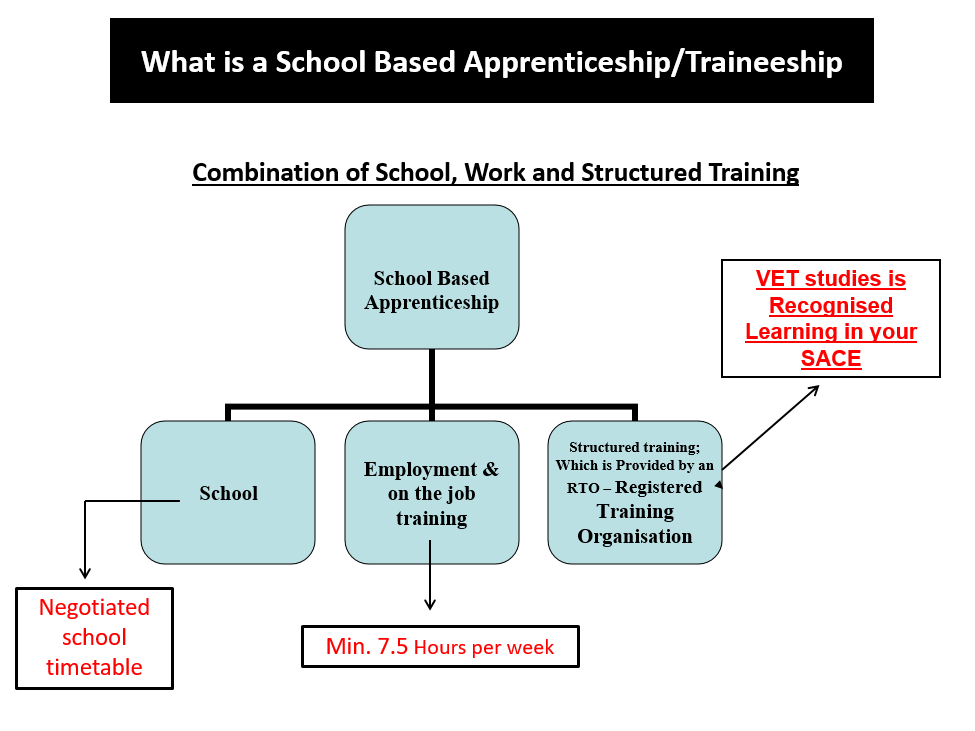 What is a School Based Apprenticeship/Traineeship
Combination of School, Work and Structured Training
School Based
Apprenticeship
VET studies is
Recognised
Learning in your
SACE
School
Employment &
on the job
training
Structured training;
Which is Provided by an
RTO – Registered
Training
Organisation
Negotiated
school
timetable
Min. 7.5 Hours per week